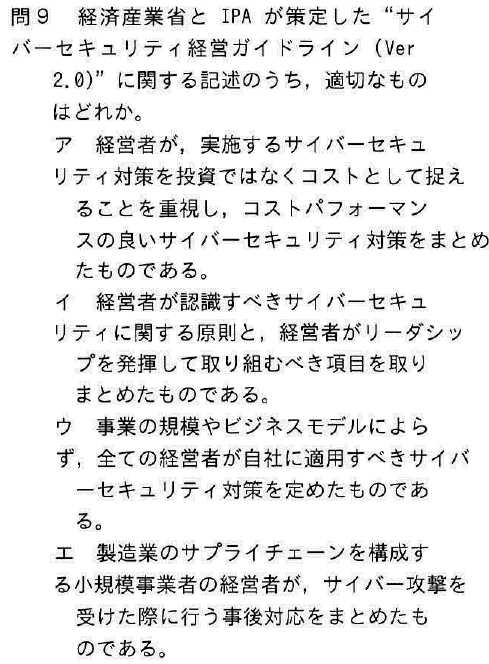 問９　経済産業省と IPA が策定した“サイ
バーセキュリティ経営ガイドライン（Ver
2.0)”に関する記述のうち，適切なもの
はどれか。
ア　経営者が，実施するサイバーセキュ
リティ対策を投資ではなくコストとして捉え
ることを重視し，コストパフォーマン
スの良いサイバーセキュリティ対策をまとめ
たものである。
イ　経営者が認識すべきサイバーセキュ
リティに関する原則と，経営者がリーダシッ
プを発揮して取り組むべき項目を取り
まとめたものである。
ウ　事業の規模やビジネスモデルによら
ず，全ての経営者が自社に適用すべきサイバ
ーセキュリティ対策を定めたものであ
る。
エ　製造業のサプライチェーンを構成す
る小規模事業者の経営者が，サイバー攻撃を
受けた際に行う事後対応をまとめたも
のである。